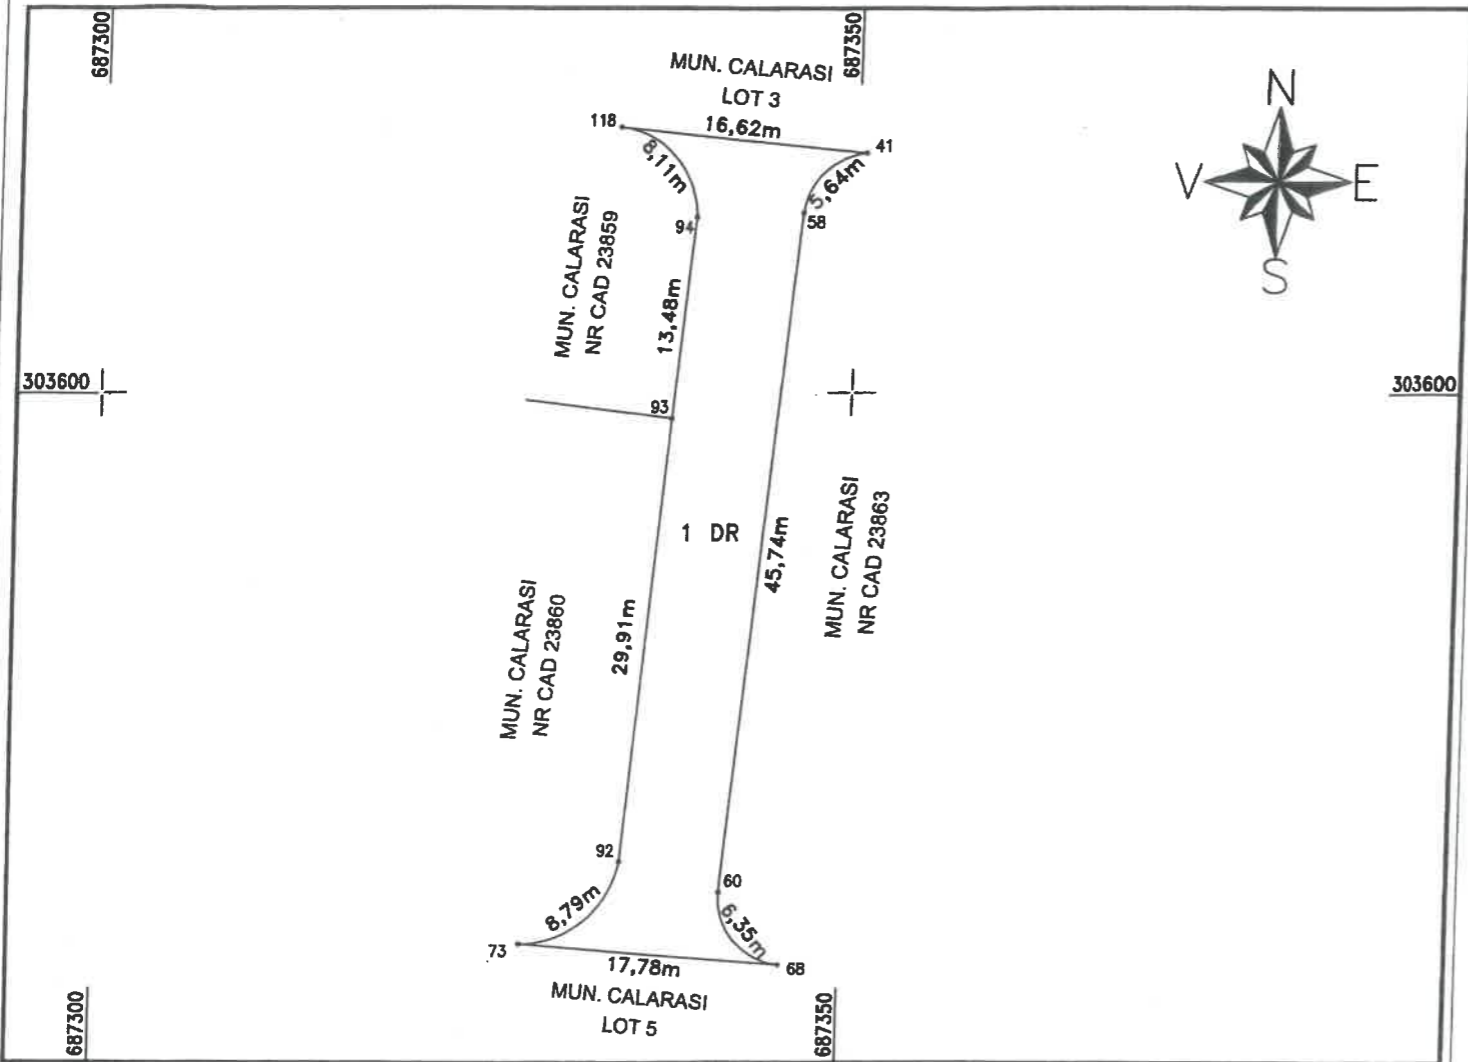 687300
687350
MUN. CALARASI
LOT 3
118
16,62m
41
N
8,11m
5,64m
V
E
94
58
S
MUN. CALARASI
NR CAD 23859
13,48m
303600
303600
93
1 DR
45,74m
MUN. CALARASI
NR CAD 23863
MUN. CALARASI
NR CAD 23860
29,91m
92
60
8,79m
6,35m
73
68
17,78m
MUN. CALARASI
LOT 5
687300
687350